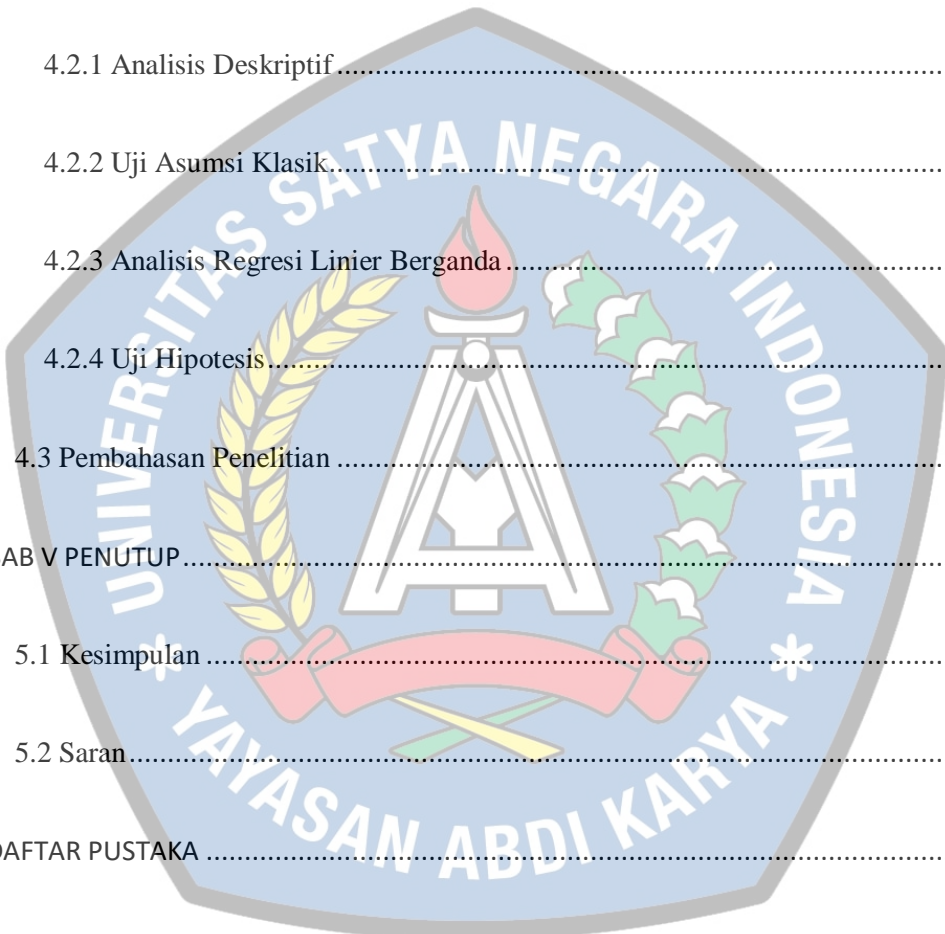 4.2.1 Analisis Deskriptif ................................................................
4.2.2 Uji Asumsi Klasik ................................................................
4.2.3 Analisis Regresi Linier Berganda ................................................................
4.2.4 Uji Hipotesis ................................................................
4.3 Pembahasan Penelitian ................................................................
BAB V PENUTUP ................................................................
5.1 Kesimpulan ................................................................
5.2 Saran ................................................................
DAFTAR PUSTAKA ................................................................
UNIVERSITAS SATYA NEGARA INDONESIA
* YAYASAN ABDI KARYA *